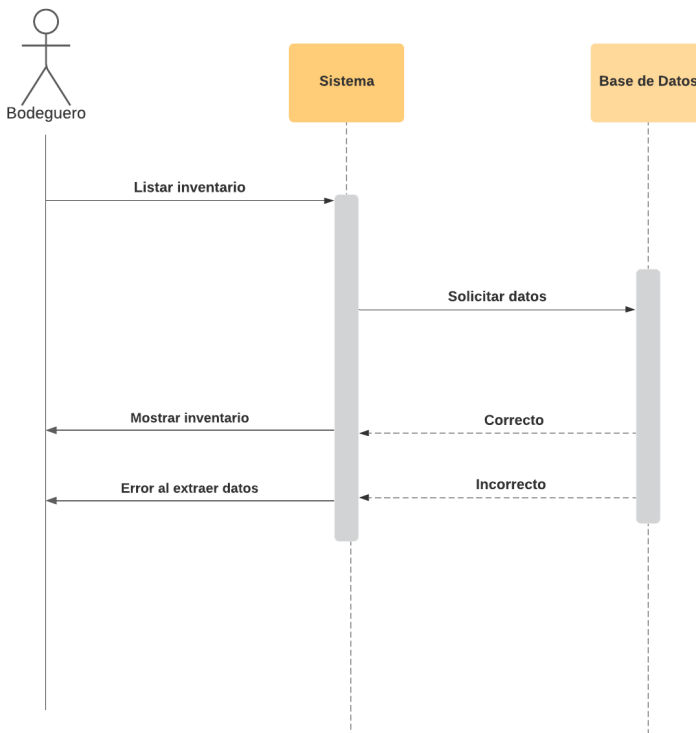 Bodeguero
Sistema
Base de Datos
Listar inventario
Solicitar datos
Mostrar inventario
Correcto
Error al extraer datos
Incorrecto